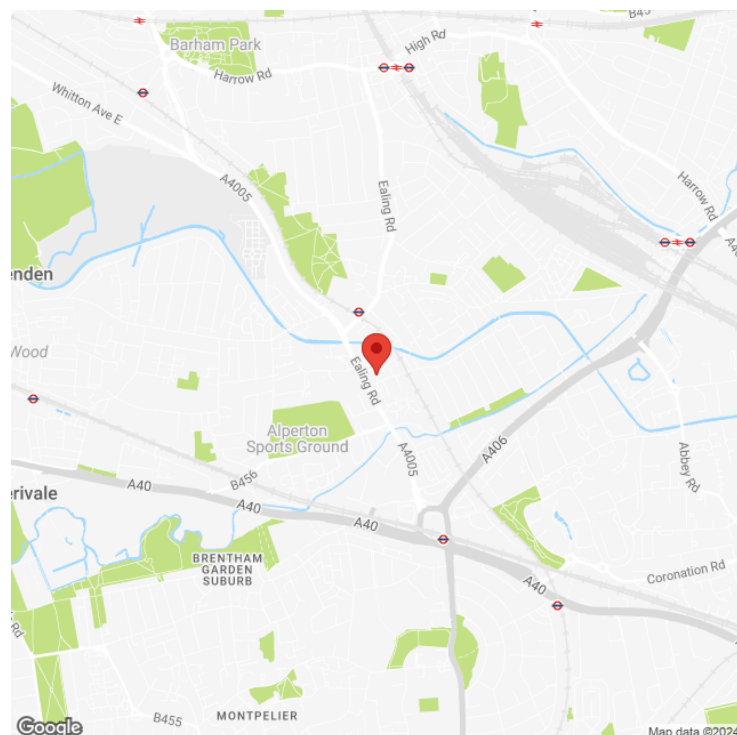 B45
Barham Park
High Rd
Harrow Rd
Whitton Ave E
A4005
Ealing Rd
Harrow Rd
enden
Wood
Ealing Rd
Alperton
Sports Ground
A4005
A406
B456
Abbey Rd
erivale
A40
A40
BRENTHAM
GARDEN
SUBURB
A40
Coronation Rd
Rd
MONTPELIER
B455
Google
Map data ©2024